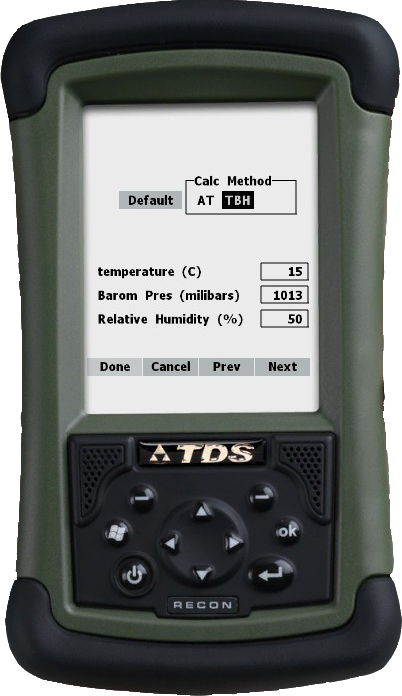 Calc Method
Default AT TBH
temperature (C) 15
Barom Pres (milibars) 1013
Relative Humidity (%) 50
Done Cancel Prev Next
TDS
ok
RECON